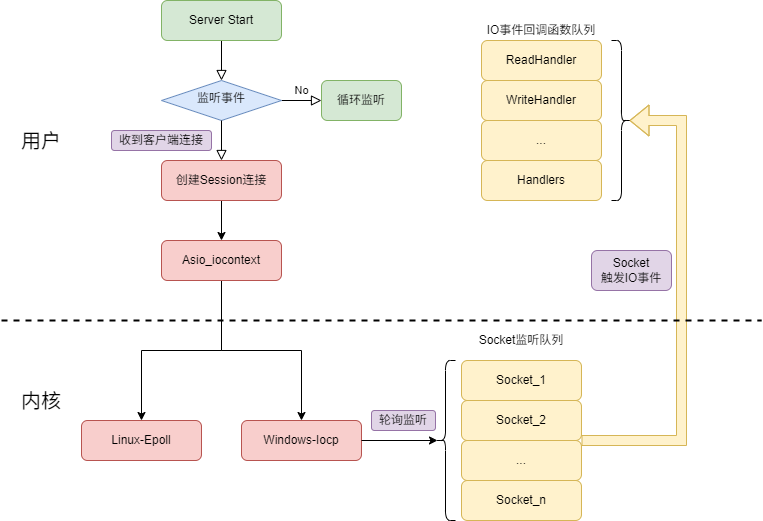 Server Start
监听事件
No
循环监听
用户
收到客户端连接
创建Session连接
Asio_iocontext
IO事件回调函数队列
ReadHandler
WriteHandler
...
Handlers
Socket
触发IO事件
内核
Linux-Epoll
Windows-Iocp
轮询监听
Socket监听队列
Socket_1
Socket_2
...
Socket_n